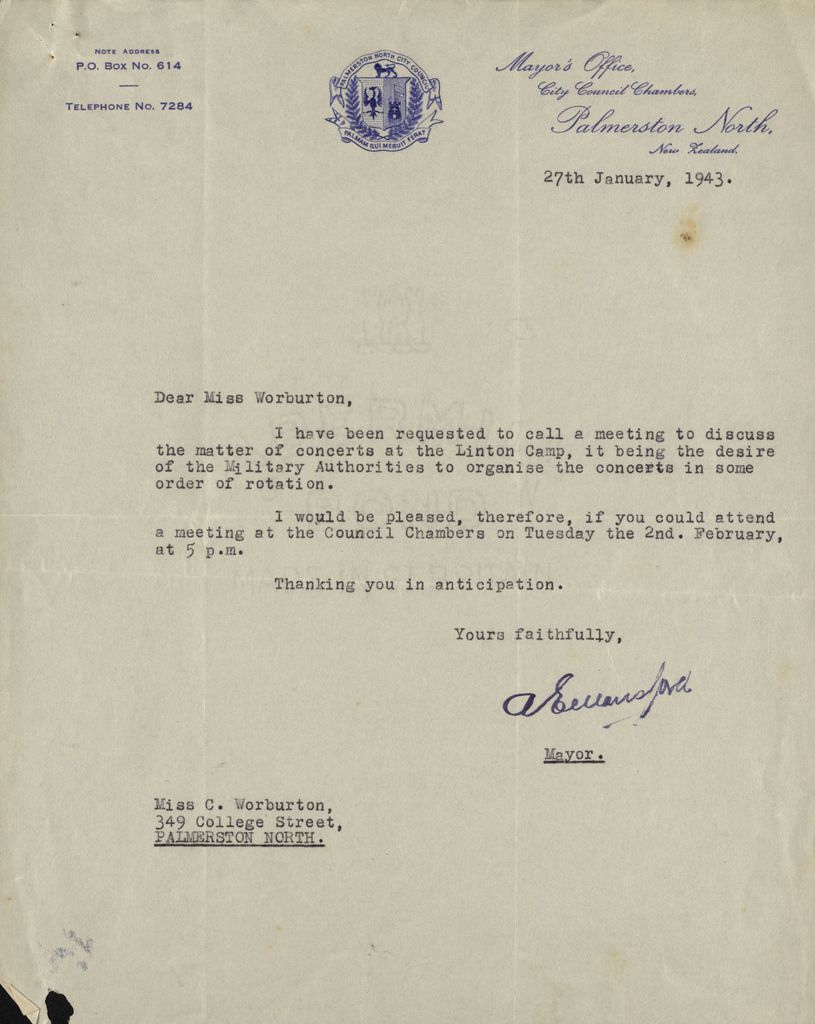 NOTE ADDRESS
P.O. BOX NO. 614
TELEPHONE NO. 7284
PALMERSTON NORTH CITY COUNCIL
PALMAM QUI MERUIT FERAT
Mayor's Office,
City Council Chambers,
Palmerston North,
New Zealand.
27th January, 1943.
Dear Miss Worburton,
I have been requested to call a meeting to discuss
the matter of concerts at the Linton Camp, it being the desire
of the Military Authorities to organise the concerts in some
order of rotation.
I would be pleased, therefore, if you could attend
a meeting at the Council Chambers on Tuesday the 2nd. February,
at 5 p.m.
Thanking you in anticipation.
Yours faithfully,
AEMansford
Mayor.
Miss C. Worburton,
349 College Street,
PALMERSTON NORTH.